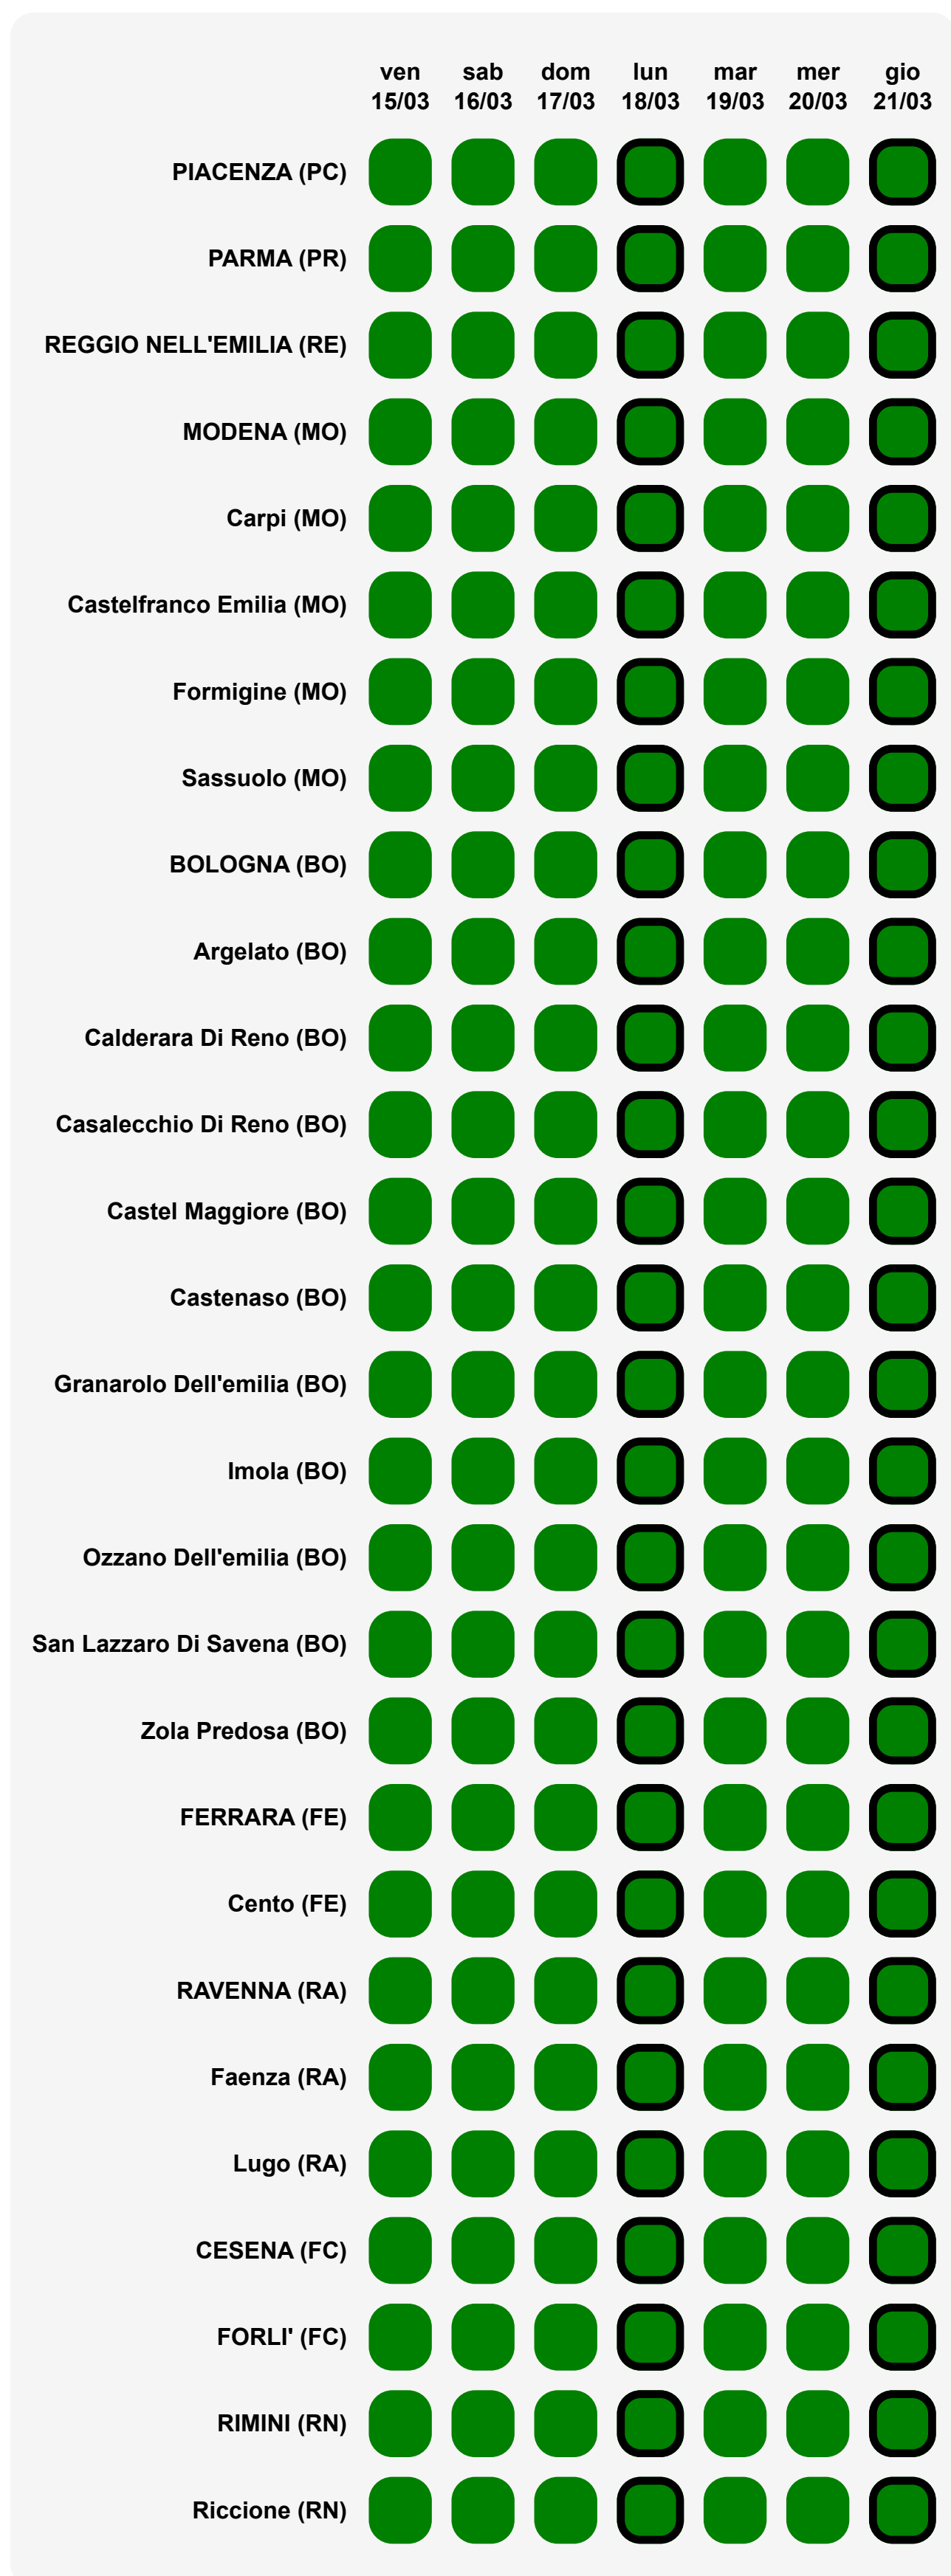 ven sab dom lun mar mer gio
15/03 16/03 17/03 18/03 19/03 20/03 21/03
PIACENZA (PC)
PARMA (PR)
REGGIO NELL'EMILIA (RE)
MODENA (MO)
Carpi (MO)
Castelfranco Emilia (MO)
Formigine (MO)
Sassuolo (MO)
BOLOGNA (BO)
Argelato (BO)
Calderara Di Reno (BO)
Casalecchio Di Reno (BO)
Castel Maggiore (BO)
Castenaso (BO)
Granarolo Dell'emilia (BO)
Imola (BO)
Ozzano Dell'emilia (BO)
San Lazzaro Di Savena (BO)
Zola Predosa (BO)
FERRARA (FE)
Cento (FE)
RAVENNA (RA)
Faenza (RA)
Lugo (RA)
CESENA (FC)
FORLI' (FC)
RIMINI (RN)
Riccione (RN)